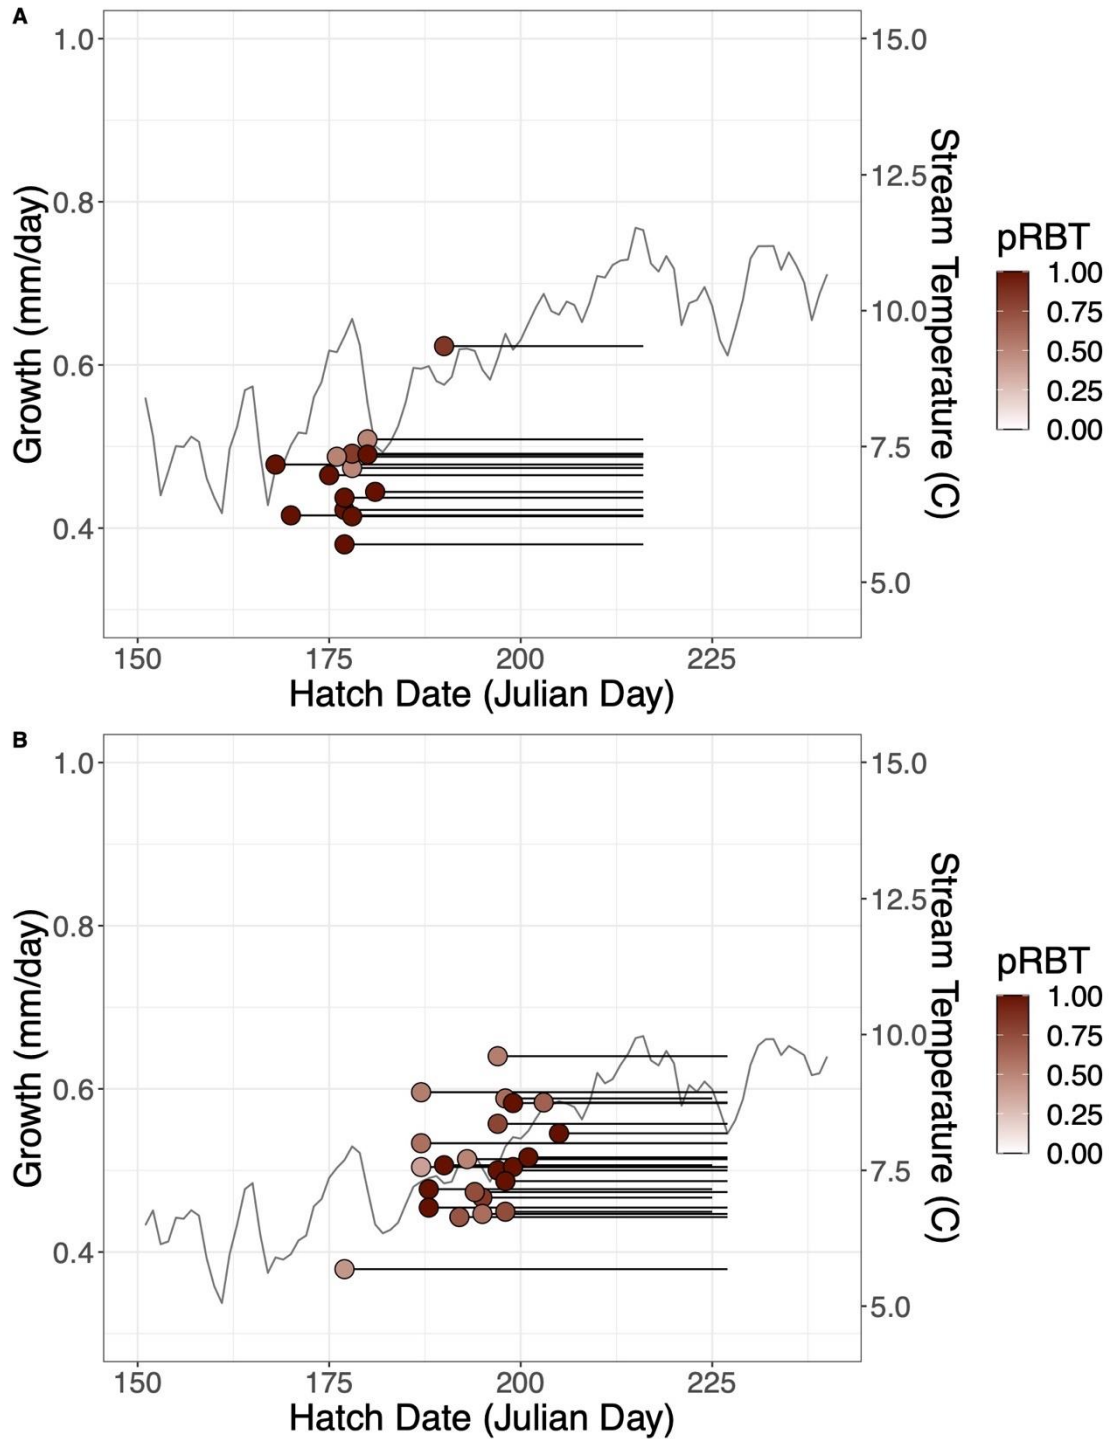 A
1.0
0.8
0.6
0.4
Growth (mm/day)
15.0
12.5
10.0
7.5
5.0
Stream Temperature (C)
150 175 200 225
Hatch Date (Julian Day)
pRBT
1.00
0.75
0.50
0.25
0.00
B
1.0
0.8
0.6
0.4
Growth (mm/day)
15.0
12.5
10.0
7.5
5.0
Stream Temperature (C)
150 175 200 225
Hatch Date (Julian Day)
pRBT
1.00
0.75
0.50
0.25
0.00